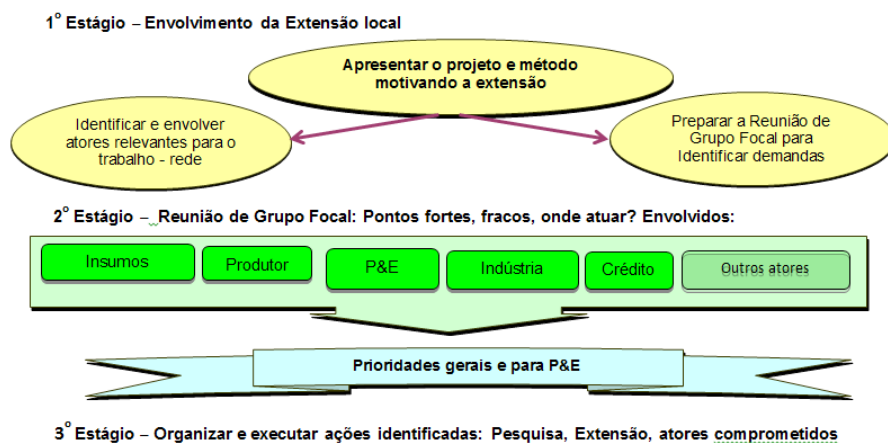 1º Estágio – Envolvimento da Extensão local
Apresentar o projeto e método
motivando a extensão
Identificar e envolver
atores relevantes para o
trabalho - rede
Preparar a Reunião de
Grupo Focal para
Identificar demandas
2º Estágio – Reunião de Grupo Focal: Pontos fortes, fracos, onde atuar? Envolvidos:
Insumos
Produtor
P&E
Indústria
Crédito
Outros atores
Prioridades gerais e para P&E
3º Estágio – Organizar e executar ações identificadas: Pesquisa, Extensão, atores comprometidos